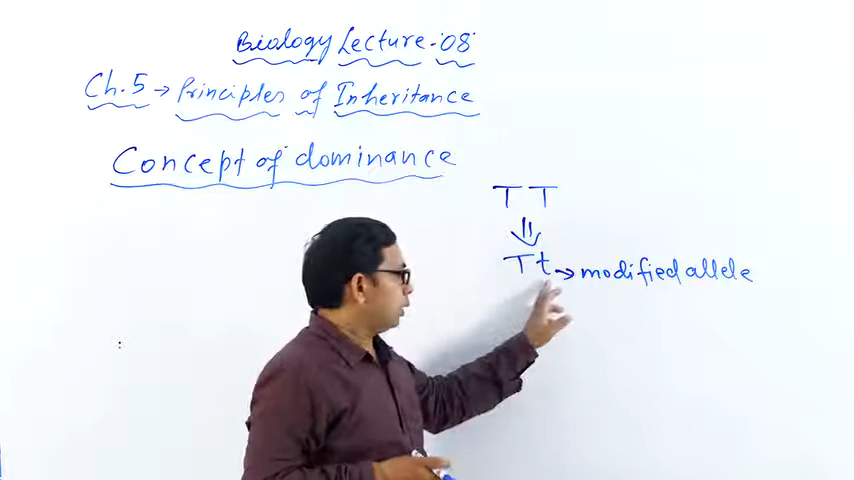 Biology Lecture-08
Ch.5→Principles of Inheritance
Concept of dominance
TT
⇓
Tt→modified allele